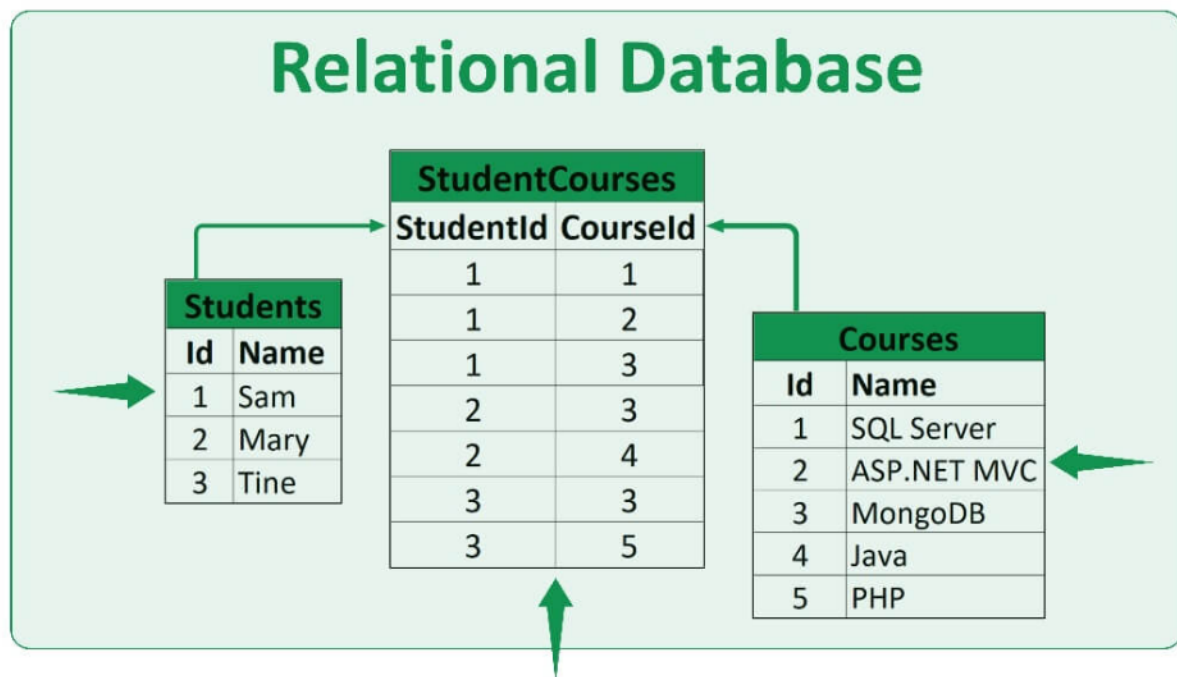 Relational Database
StudentCourses
StudentId CourseId
1 1
1 2
1 3
2 3
2 4
3 3
3 5
Students
Id Name
1 Sam
2 Mary
3 Tine
Courses
Id Name
1 SQL Server
2 ASP.NET MVC
3 MongoDB
4 Java
5 PHP